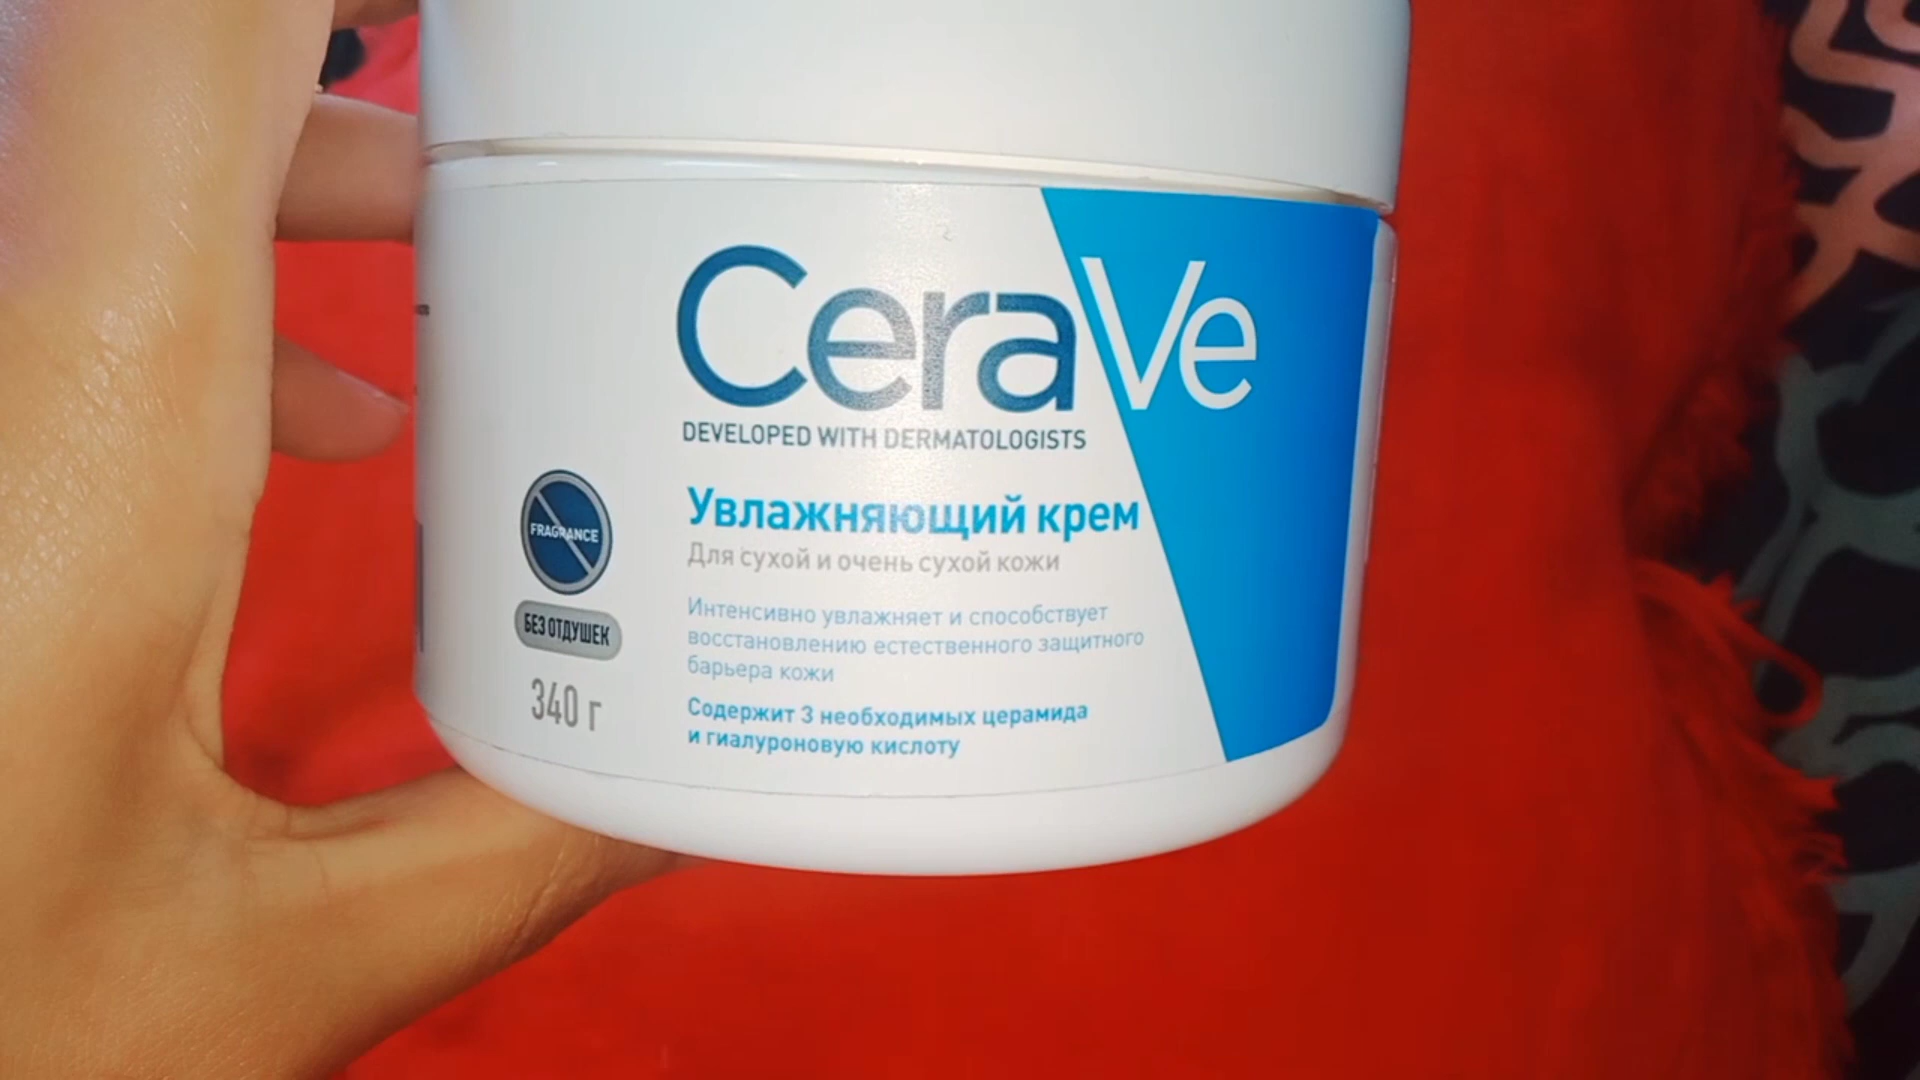 CeraVe
DEVELOPED WITH DERMATOLOGISTS
Увлажняющий крем
Для сухой и очень сухой кожи
Интенсивно увлажняет и способствует
восстановлению естественного защитного
барьера кожи
Содержит 3 необходимых церамида
и гиалуроновую кислоту
FRAGRANCE
БЕЗ ОТДУШЕК
340 г